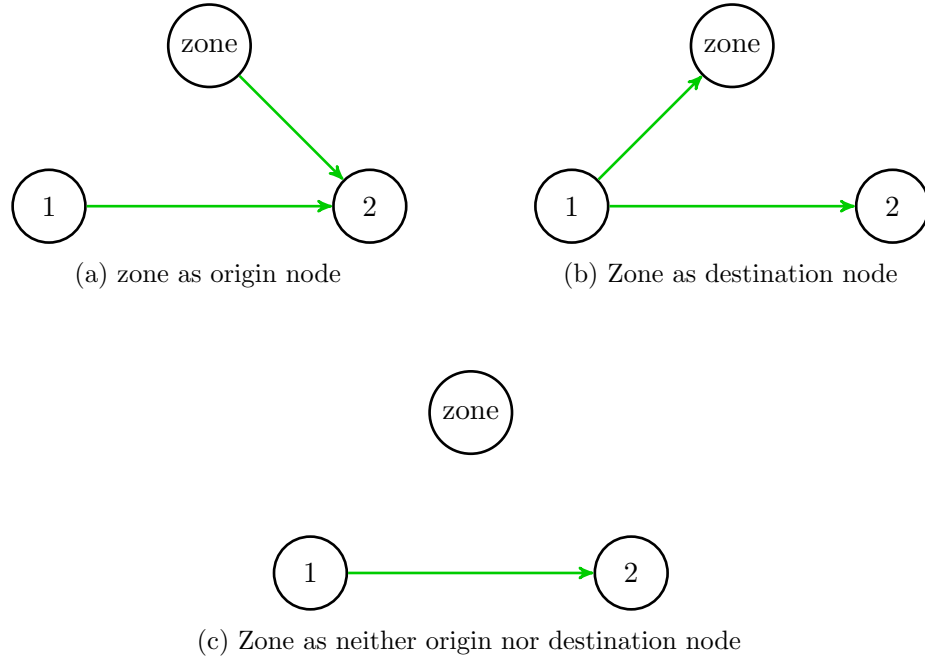 zone
zone
1
2
1
2
(a) zone as origin node
(b) Zone as destination node
zone
1
2
(c) Zone as neither origin nor destination node